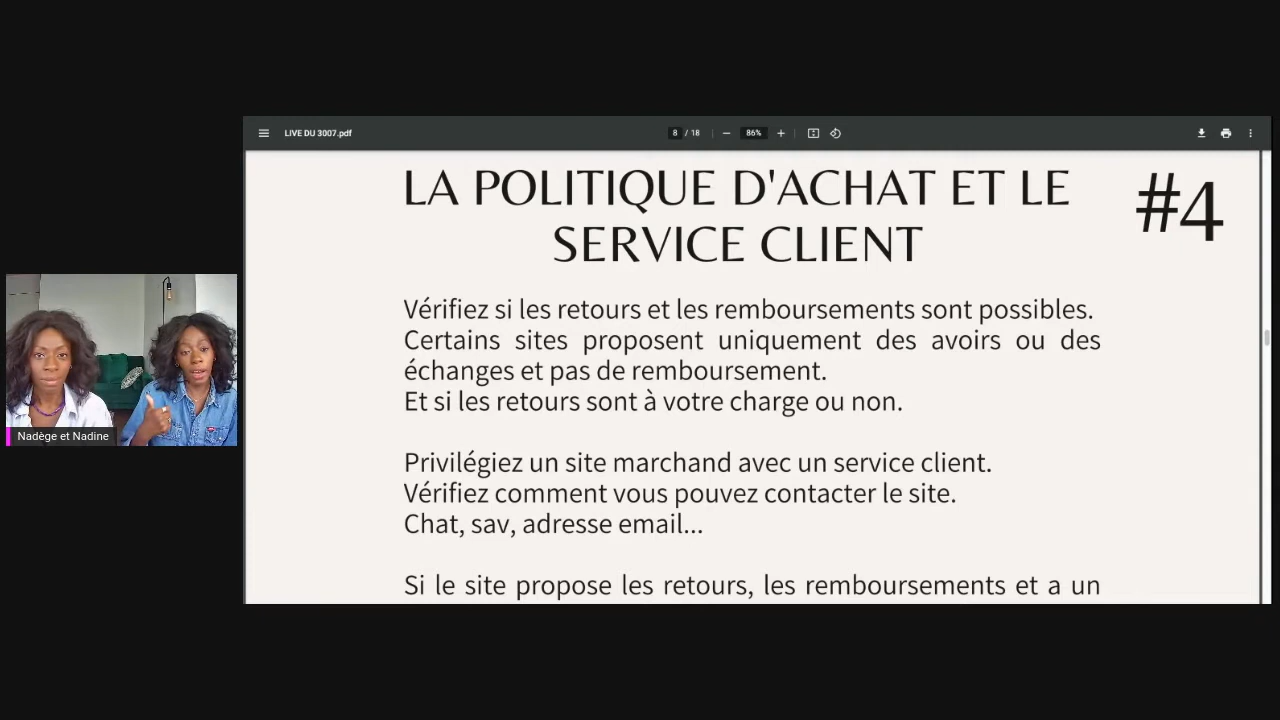 LIVE DU 3007.pdf
8 / 18
86%
LA POLITIQUE D'ACHAT ET LE
SERVICE CLIENT
#4
Vérifiez si les retours et les remboursements sont possibles.
Certains sites proposent uniquement des avoirs ou des
échanges et pas de remboursement.
Et si les retours sont à votre charge ou non.
Privilégiez un site marchand avec un service client.
Vérifiez comment vous pouvez contacter le site.
Chat, sav, adresse email...
Si le site propose les retours, les remboursements et a un
Nadège et Nadine